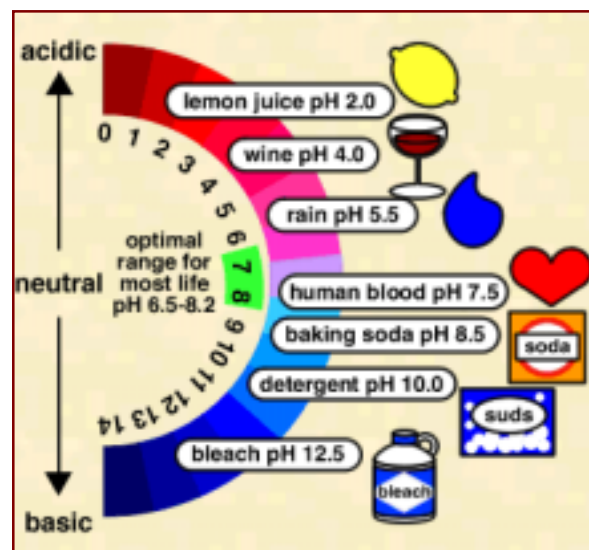 acidic
lemon juice pH 2.0
0 1 2 3 4 5 6 7 8 9 10 11 12 13 14
wine pH 4.0
rain pH 5.5
optimal
range for
most life
pH 6.5-8.2
neutral
human blood pH 7.5
baking soda pH 8.5
soda
detergent pH 10.0
suds
bleach pH 12.5
bleach
basic